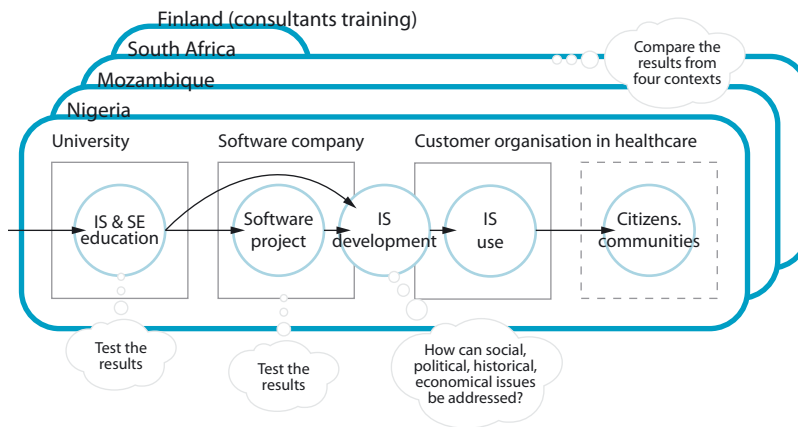 Finland (consultants training)
South Africa
Mozambique
Nigeria
Compare the
results from
four contexts
University
Software company
Customer organisation in healthcare
IS & SE
education
Software
project
IS
development
IS
use
Citizens.
communities
Test the
results
Test the
results
How can social,
political, historical,
economical issues
be addressed?